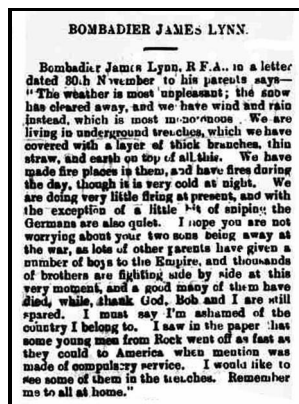 BOMBADIER JAMES LYNN.
Bombadier James Lynn, R F A., in a letter
dated 30th November to his parents says—
"The weather is most unpleasant; the snow
has cleared away, and we have wind and rain
instead, which is most monotonous. We are
living in underground trenches, which we have
covered with a layer of thick branches, thin
straw, and earth on top of all this. We have
made fire places in them, and have fires during
the day, though it is very cold at night. We
are doing very little firing at present, and with
the exception of a little bit of sniping the
Germans are also quiet. I hope you are not
worrying about your two sons being away at
the war, as lots of other parents have given a
number of boys to the Empire, and thousands
of brothers are fighting side by side at this
very moment, and a good many of them have
died, while, thank God, Bob and I are still
spared. I must say I'm ashamed of the
country I belong to. I saw in the paper that
some young men from Rock went off as fast as
they could to America when mention was
made of compulsory service. I would like to
see some of them in the trenches. Remember
me to all at home."